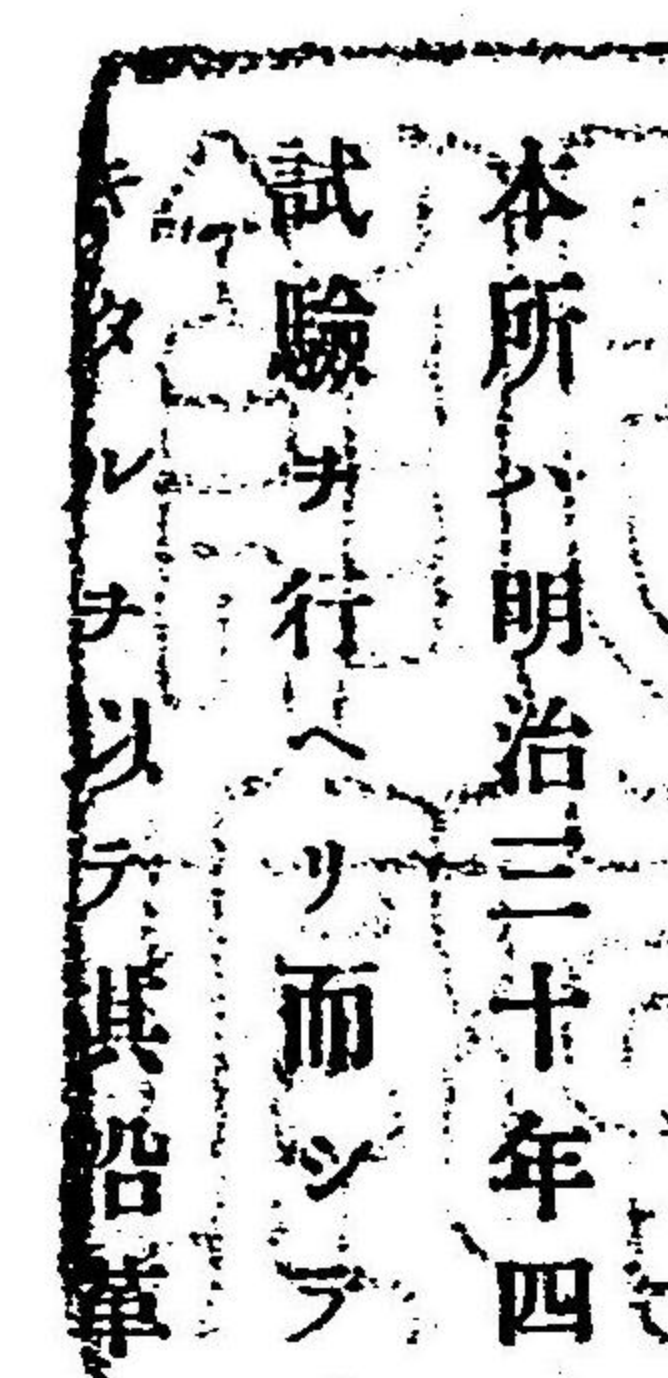 本所ハ明治三十年四
試驗ヲ行ヘリ而シテ
キタルヲ以テ其沿革